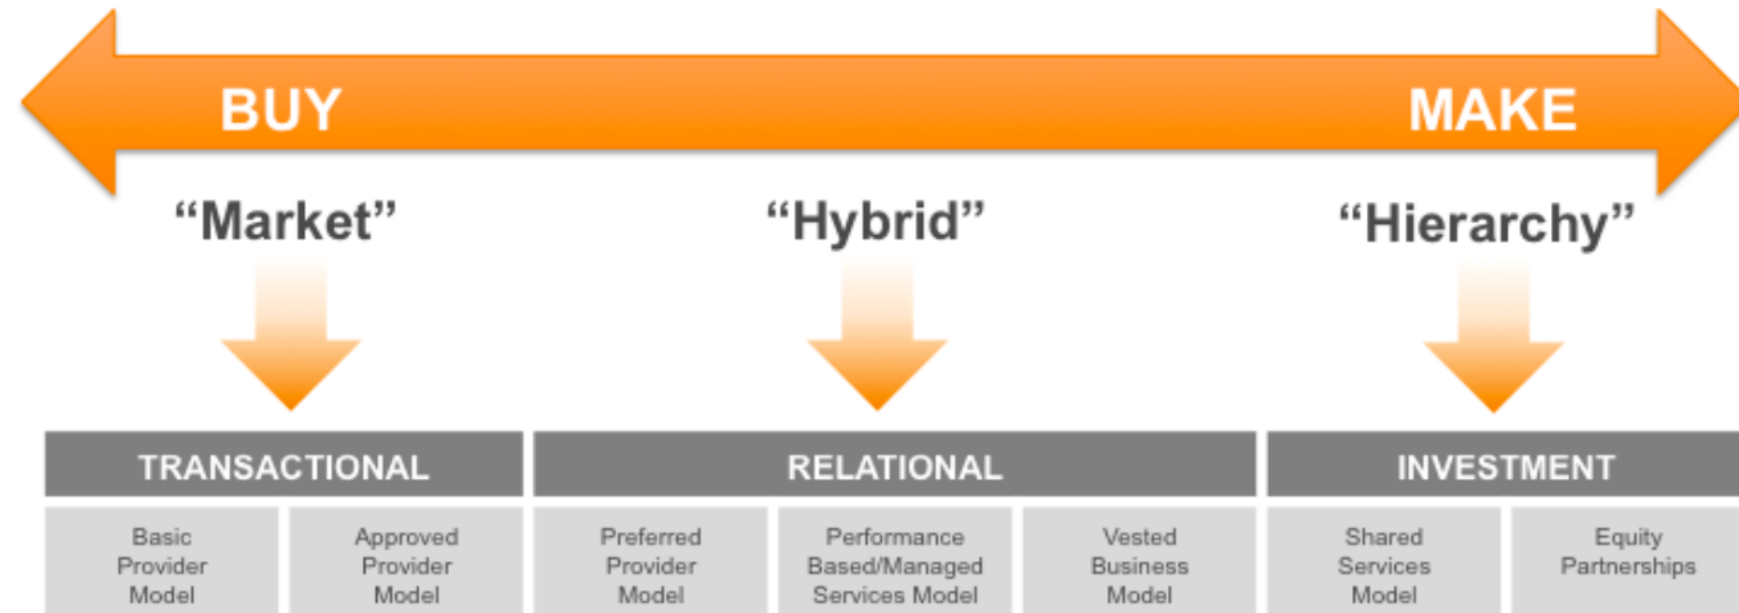 BUY
MAKE
“Market”
“Hybrid”
“Hierarchy”
TRANSACTIONAL
RELATIONAL
INVESTMENT
Basic
Provider
Model
Approved
Provider
Model
Preferred
Provider
Model
Performance
Based/Managed
Services Model
Vested
Business
Model
Shared
Services
Model
Equity
Partnerships